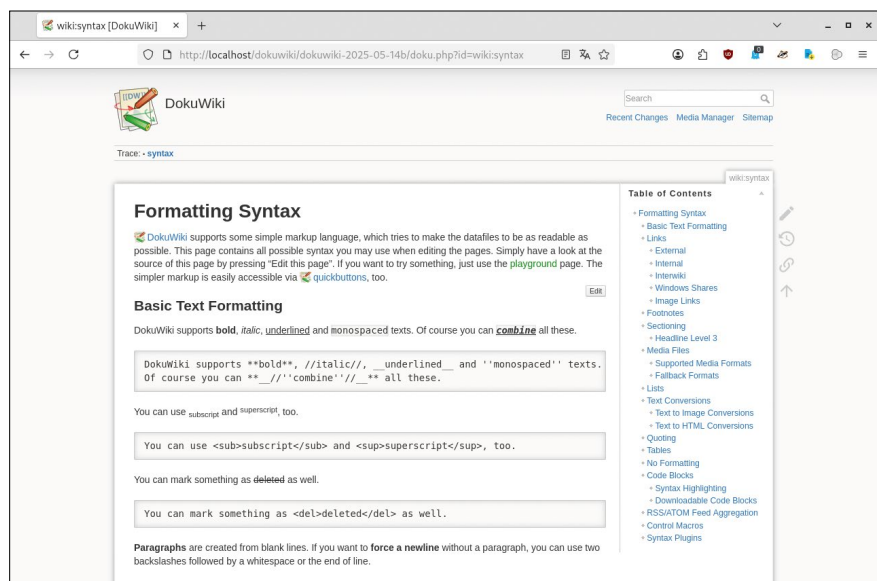 wiki:syntax [DokuWiki]
http://localhost/dokuwiki/dokuwiki-2025-05-14b/doku.php?id=wiki:syntax
0
[[DW]]
DokuWiki
Search
Recent Changes Media Manager Sitemap
Trace: • syntax
wiki:syntax
Formatting Syntax
DokuWiki supports some simple markup language, which tries to make the datafiles to be as readable as
possible. This page contains all possible syntax you may use when editing the pages. Simply have a look at the
source of this page by pressing “Edit this page”. If you want to try something, just use the playground page. The
simpler markup is easily accessible via quickbuttons, too.
Edit
Basic Text Formatting
DokuWiki supports bold, italic, underlined and monospaced texts. Of course you can combine all these.
DokuWiki supports **bold**, //italic//, __underlined__ and ''monospaced'' texts.
Of course you can **__//''combine''//__** all these.
You can use subscript and superscript, too.
You can use <sub>subscript</sub> and <sup>superscript</sup>, too.
You can mark something as deleted as well.
You can mark something as <del>deleted</del> as well.
Paragraphs are created from blank lines. If you want to force a newline without a paragraph, you can use two
backslashes followed by a whitespace or the end of line.
Table of Contents
Formatting Syntax
Basic Text Formatting
Links
External
Internal
Interwiki
Windows Shares
Image Links
Footnotes
Sectioning
Headline Level 3
Media Files
Supported Media Formats
Fallback Formats
Lists
Text Conversions
Text to Image Conversions
Text to HTML Conversions
Quoting
Tables
No Formatting
Code Blocks
Syntax Highlighting
Downloadable Code Blocks
RSS/ATOM Feed Aggregation
Control Macros
Syntax Plugins